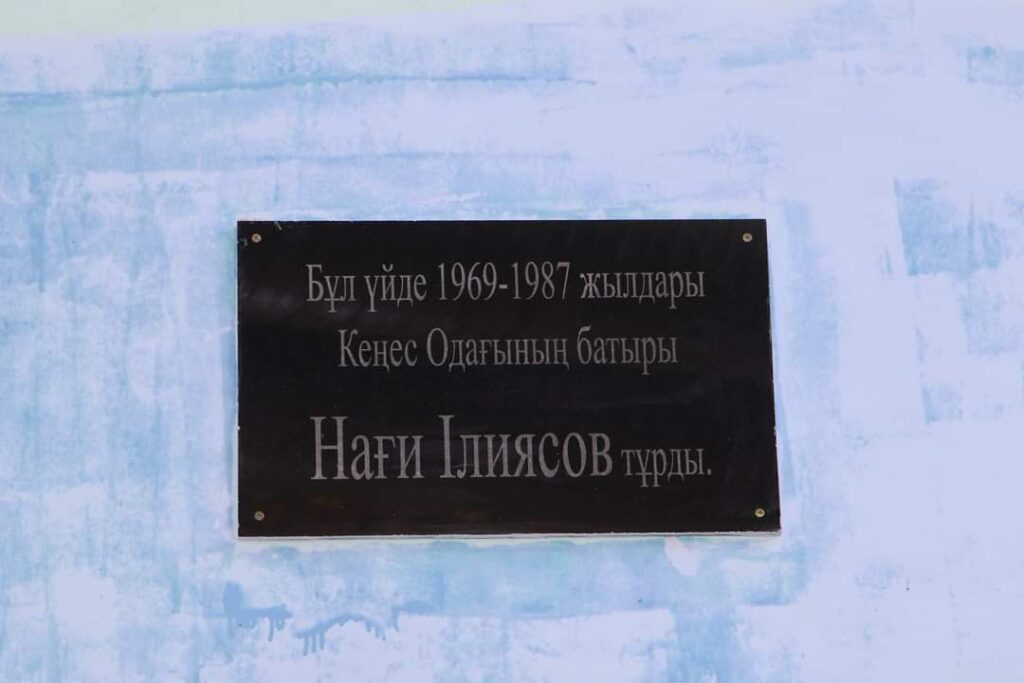 Бұл үйде 1969-1987 жылдары
Кеңес Одағының батыры
Нағи Ілиясов тұрды.